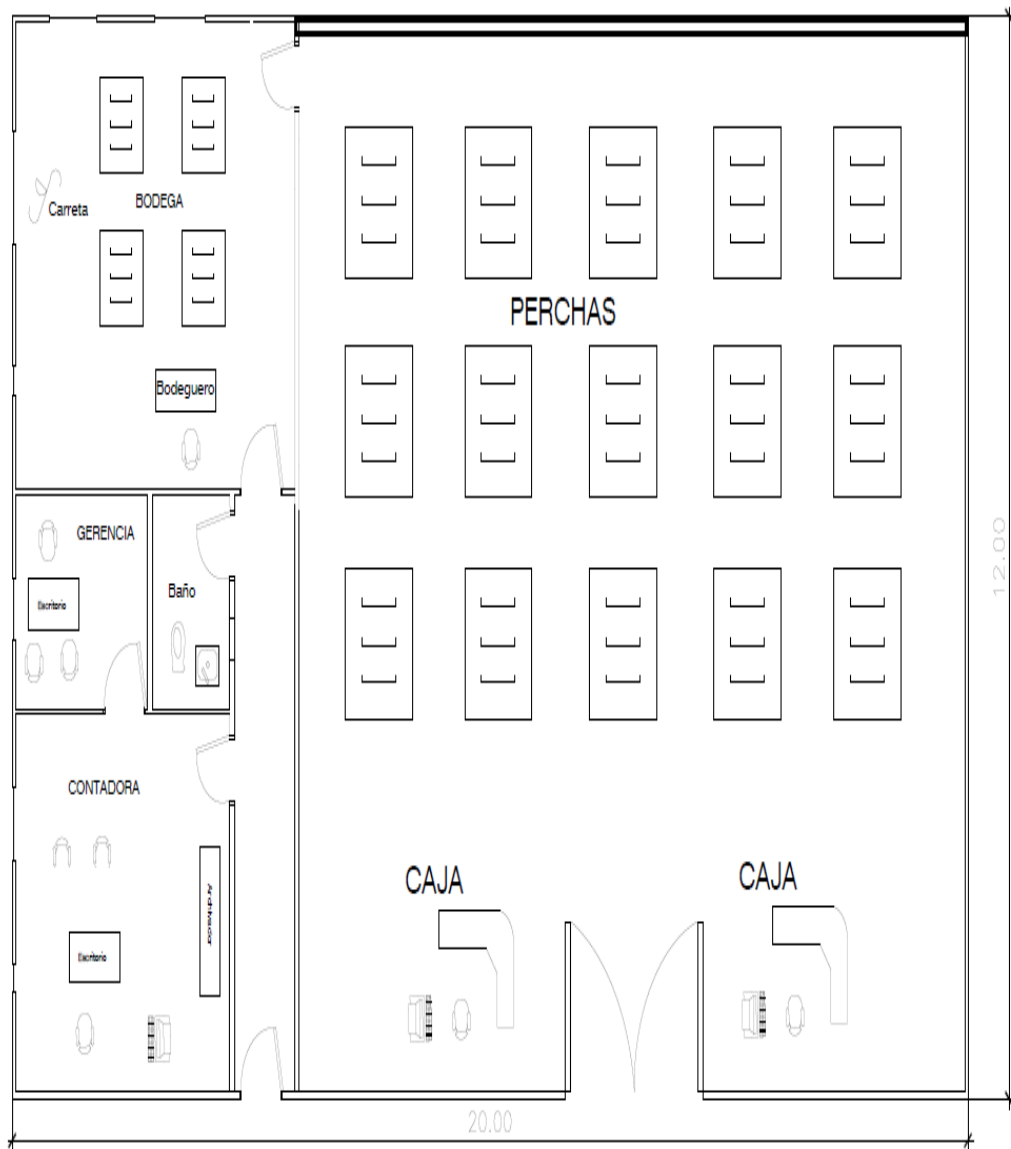 BODEGA
Carreta
PERCHAS
Bodeguero
GERENCIA
Escritorio
Baño
12.00
CONTADORA
CAJA
CAJA
Archivador
Escritorio
20.00